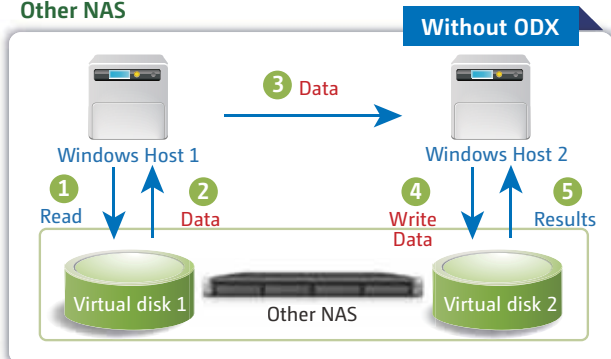 Other NAS
Without ODX
3 Data
Windows Host 1
Windows Host 2
1
Read
2
Data
4
Write
Data
5
Results
Virtual disk 1
Other NAS
Virtual disk 2